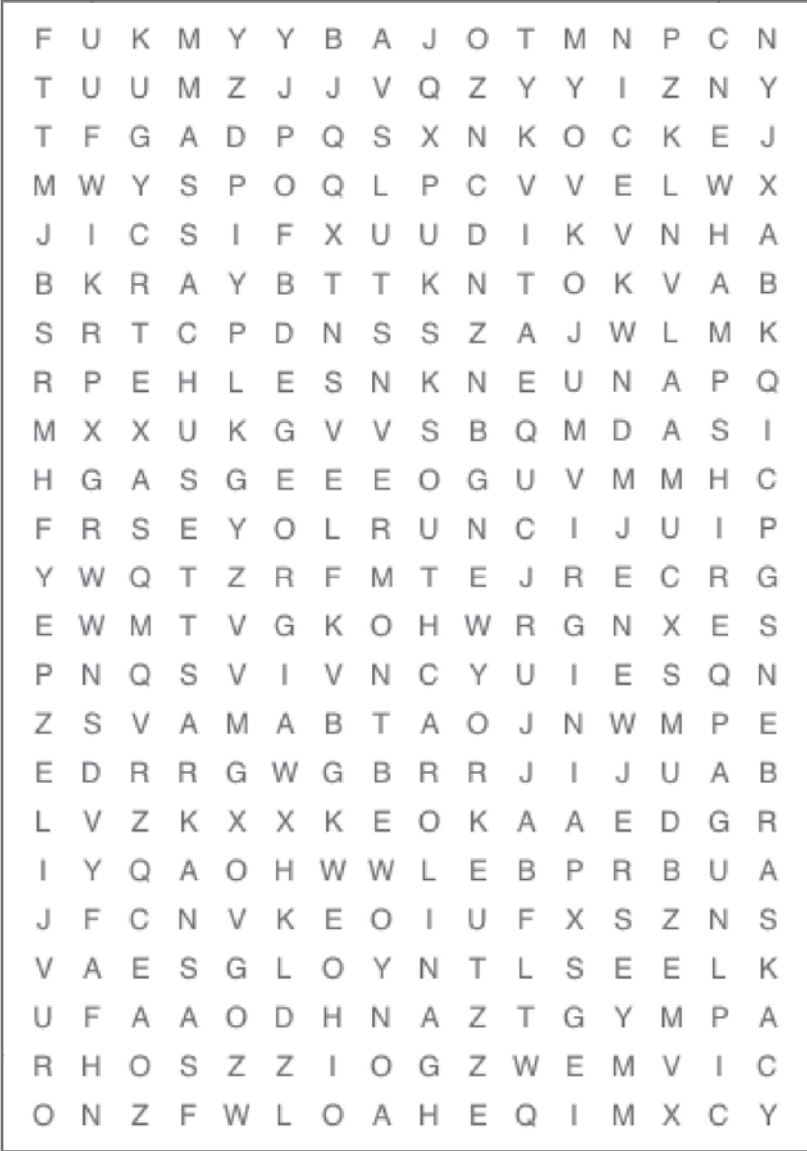 F U K M Y Y B A J O T M N P C N
T U U M Z J J V Q Z Y Y I Z N Y
T F G A D P Q S X N K O C K E J
M W Y S P O Q L P C V V E L W X
J I C S I F X U U D I K V N H A
B K R A Y B T T K N T O K V A B
S R T C P D N S S Z A J W L M K
R P E H L E S N K N E U N A P Q
M X X U K G V V S B Q M D A S I
H G A S G E E E O G U V M M H C
F R S E Y O L R U N C I J U I P
Y W Q T Z R F M T E J R E C R G
E W M T V G K O H W R G N X E S
P N Q S V I V N C Y U I E S Q N
Z S V A M A B T A O J N W M P E
E D R R G W G B R R J I J U A B
L V Z K X X K E O K A A E D G R
I Y Q A O H W W L E B P R B U A
J F C N V K E O I U F X S Z N S
V A E S G L O Y N T L S E E L K
U F A A O D H N A Z T G Y M P A
R H O S Z Z I O G Z W E M V I C
O N Z F W L O A H E Q I M X C Y